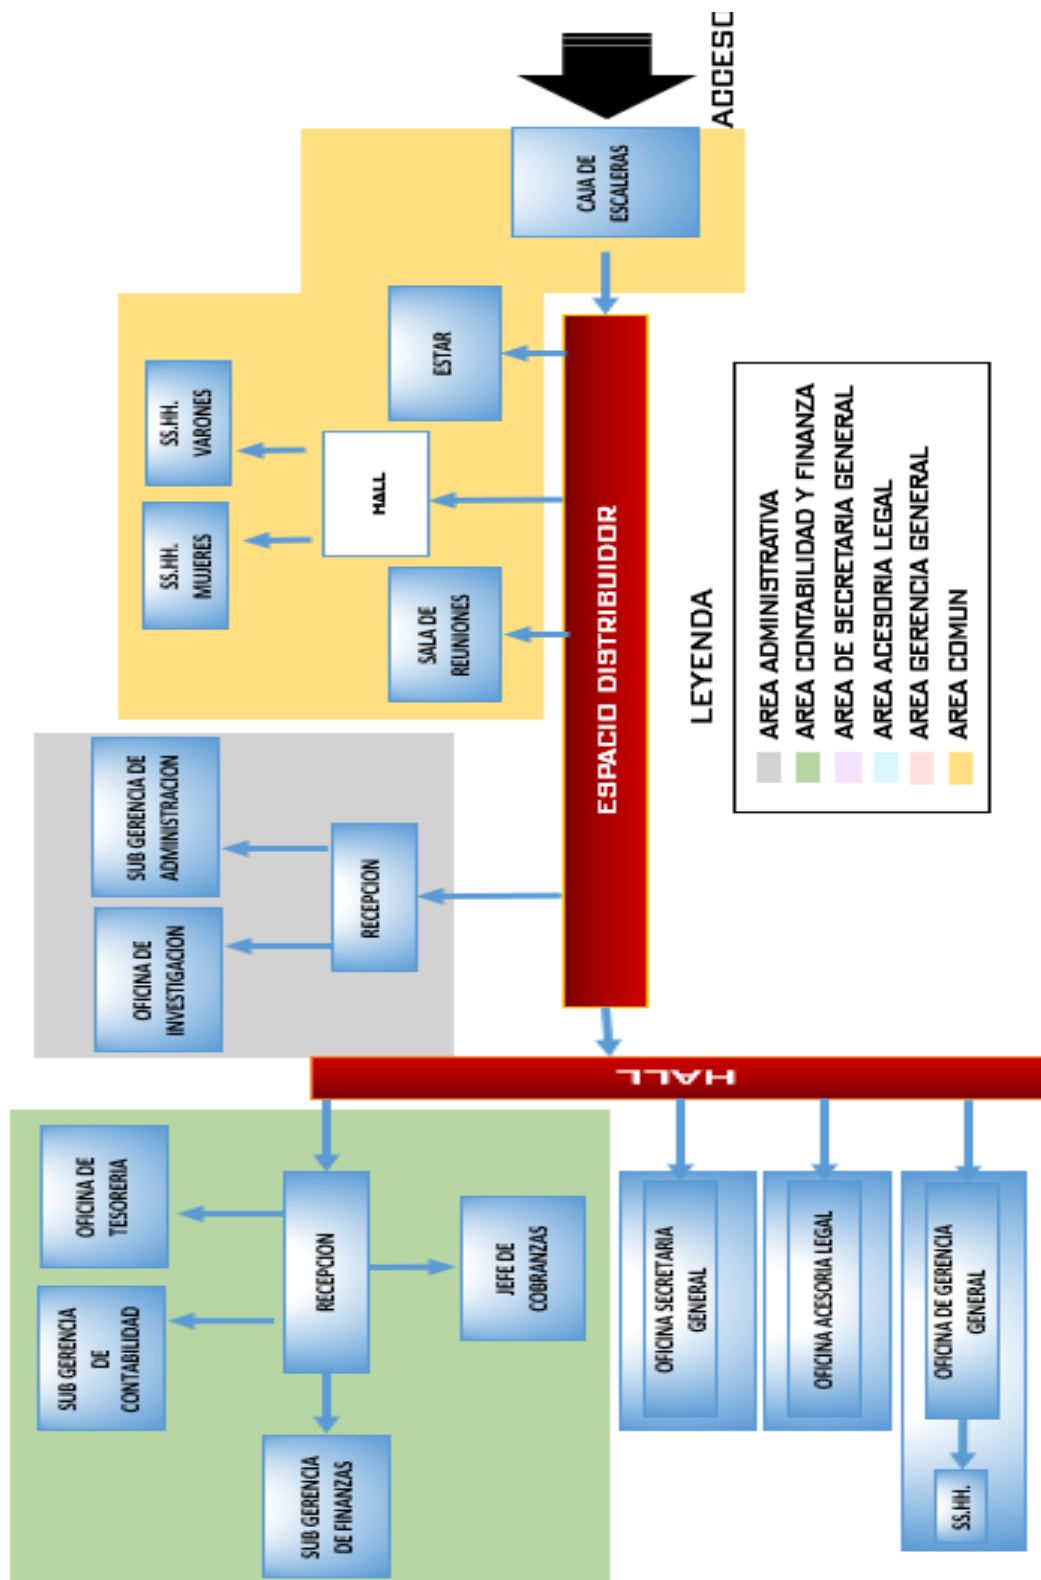 ACCESO
CAJA DE
ESCALERAS
ESTAR
SS.HH.
VARONES
HALL
SS.HH.
MUJERES
SALA DE
REUNIONES
ESPACIO DISTRIBUIDOR
SUB GERENCIA DE
ADMINISTRACION
RECEPCION
OFICINA DE
INVESTIGACION
HALL
OFICINA DE
TESORERIA
RECEPCION
SUB GERENCIA
DE
CONTABILIDAD
JEFE DE
COBRANZAS
SUB GERENCIA
DE FINANZAS
OFICINA SECRETARIA
GENERAL
OFICINA ACESORIA LEGAL
OFICINA DE GERENCIA
GENERAL
SS.HH.
LEYENDA
AREA ADMINISTRATIVA
AREA CONTABILIDAD Y FINANZA
AREA DE SECRETARIA GENERAL
AREA ACESORIA LEGAL
AREA GERENCIA GENERAL
AREA COMUN